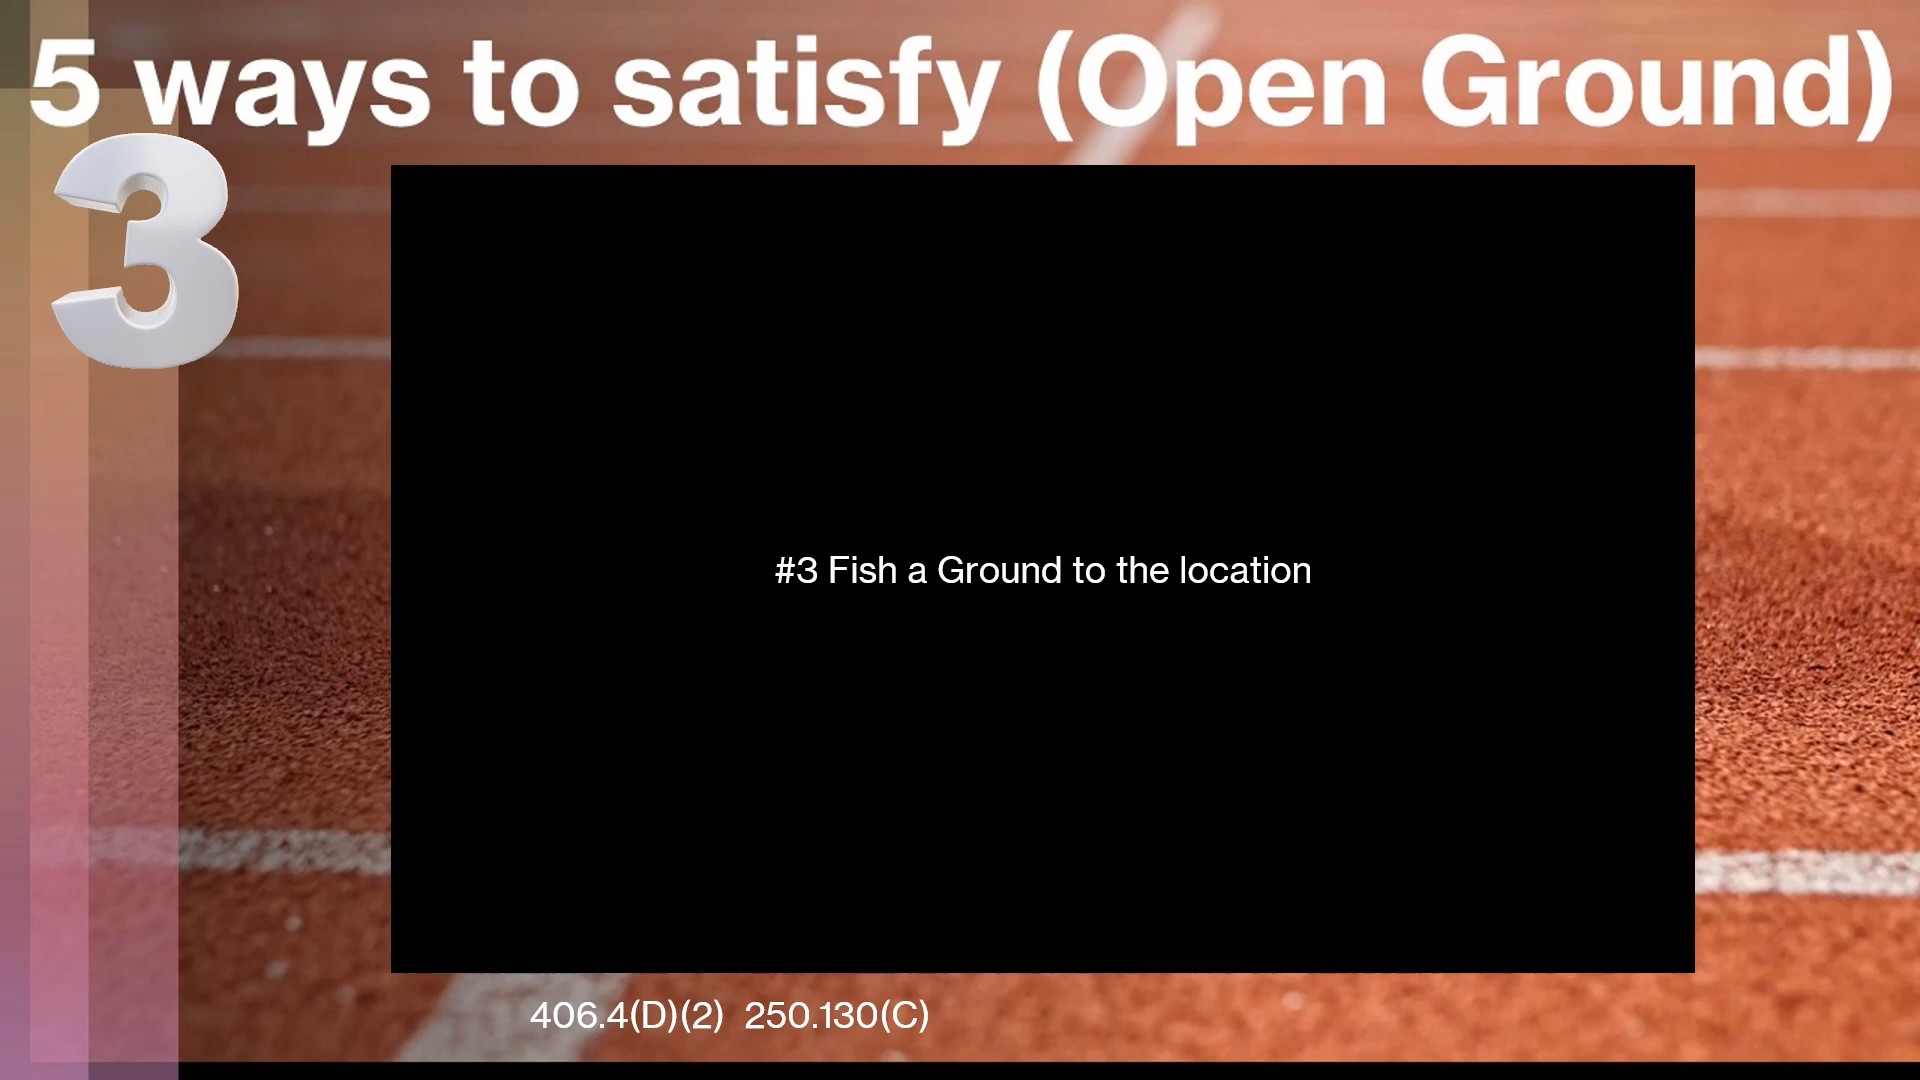 5 ways to satisfy (Open Ground)
3
#3 Fish a Ground to the location
406.4(D)(2) 250.130(C)